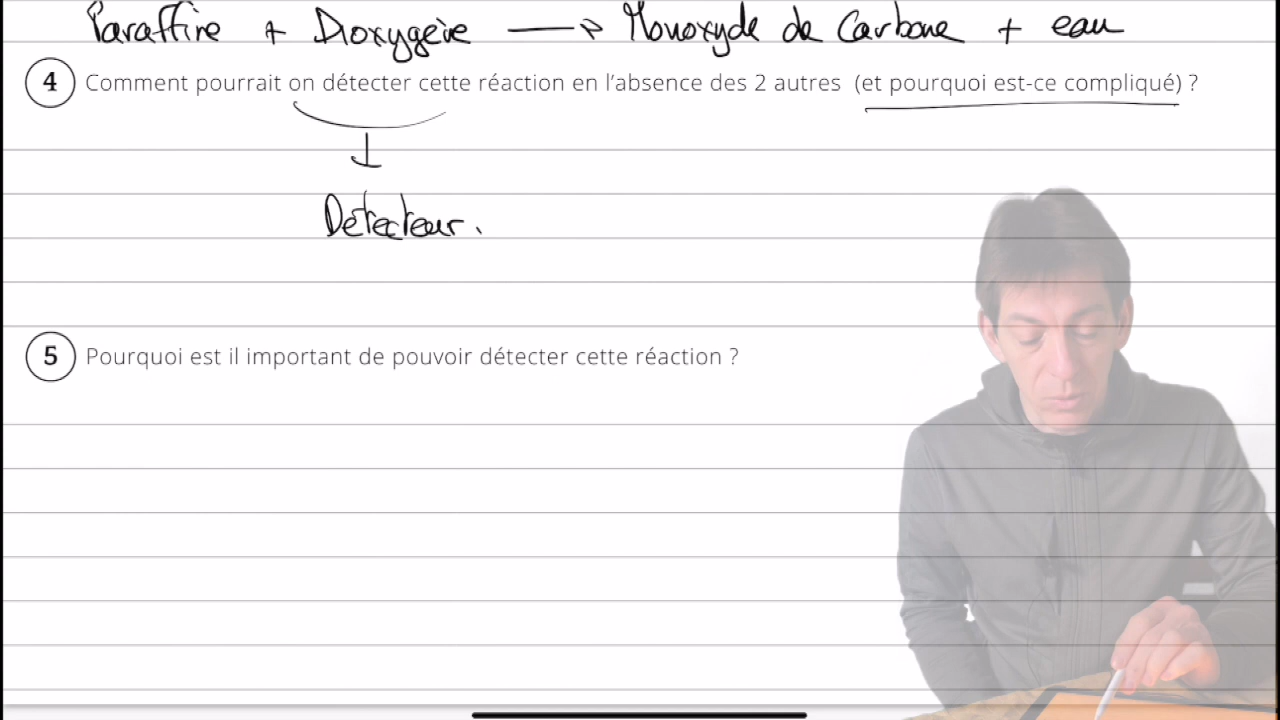 Paraffine + Dioxygène → Monoxyde de Carbone + eau
4 Comment pourrait on détecter cette réaction en l'absence des 2 autres (et pourquoi est-ce compliqué) ?
Détecteur.
5 Pourquoi est il important de pouvoir détecter cette réaction ?